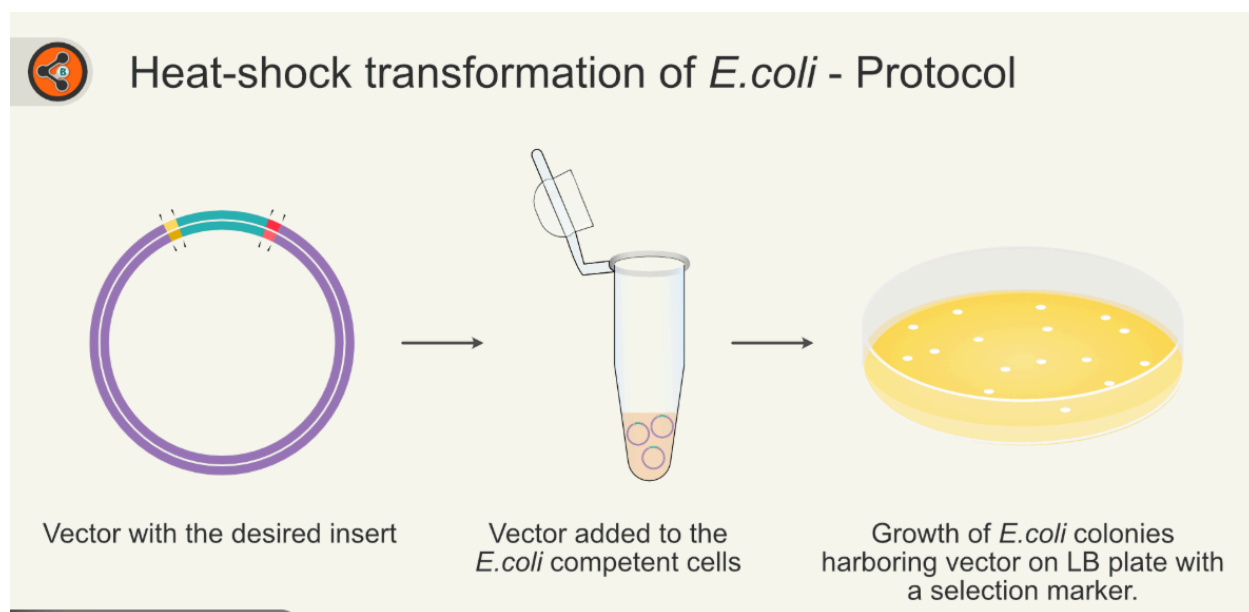 B
Heat-shock transformation of E.coli - Protocol
Vector with the desired insert
Vector added to the
E.coli competent cells
Growth of E.coli colonies
harboring vector on LB plate with
a selection marker.